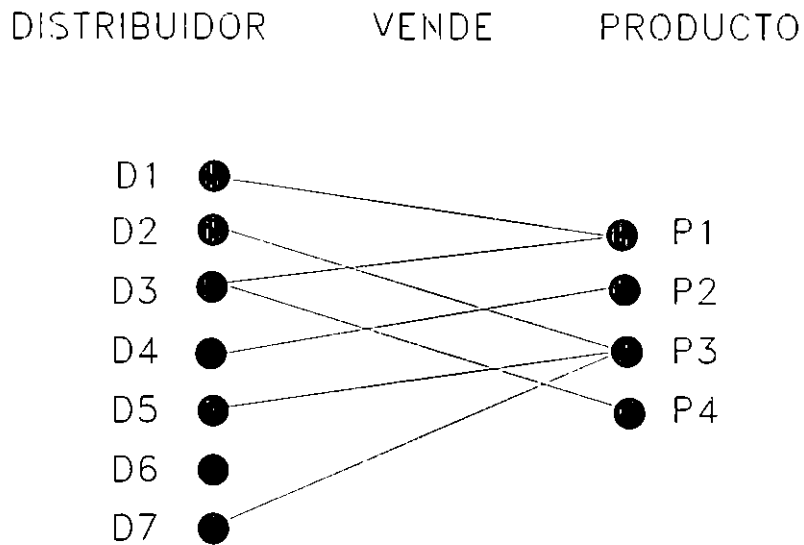 DISTRIBUIDOR VENDE PRODUCTO
D1
D2 P1
D3 P2
D4 P3
D5 P4
D6
D7